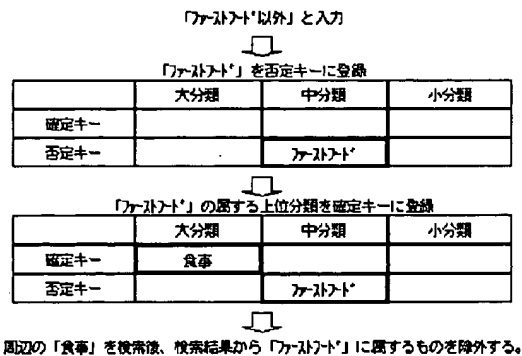 「ﾌｧｰｽﾄﾌｰﾄﾞ以外」と入力
「ﾌｧｰｽﾄﾌｰﾄﾞ」を否定キーに登録
大分類 中分類 小分類
確定キー
否定キー ﾌｧｰｽﾄﾌｰﾄﾞ
「ﾌｧｰｽﾄﾌｰﾄﾞ」の属する上位分類を確定キーに登録
大分類 中分類 小分類
確定キー 食事
否定キー ﾌｧｰｽﾄﾌｰﾄﾞ
周辺の「食事」を検索後、検索結果から「ﾌｧｰｽﾄﾌｰﾄﾞ」に属するものを除外する。